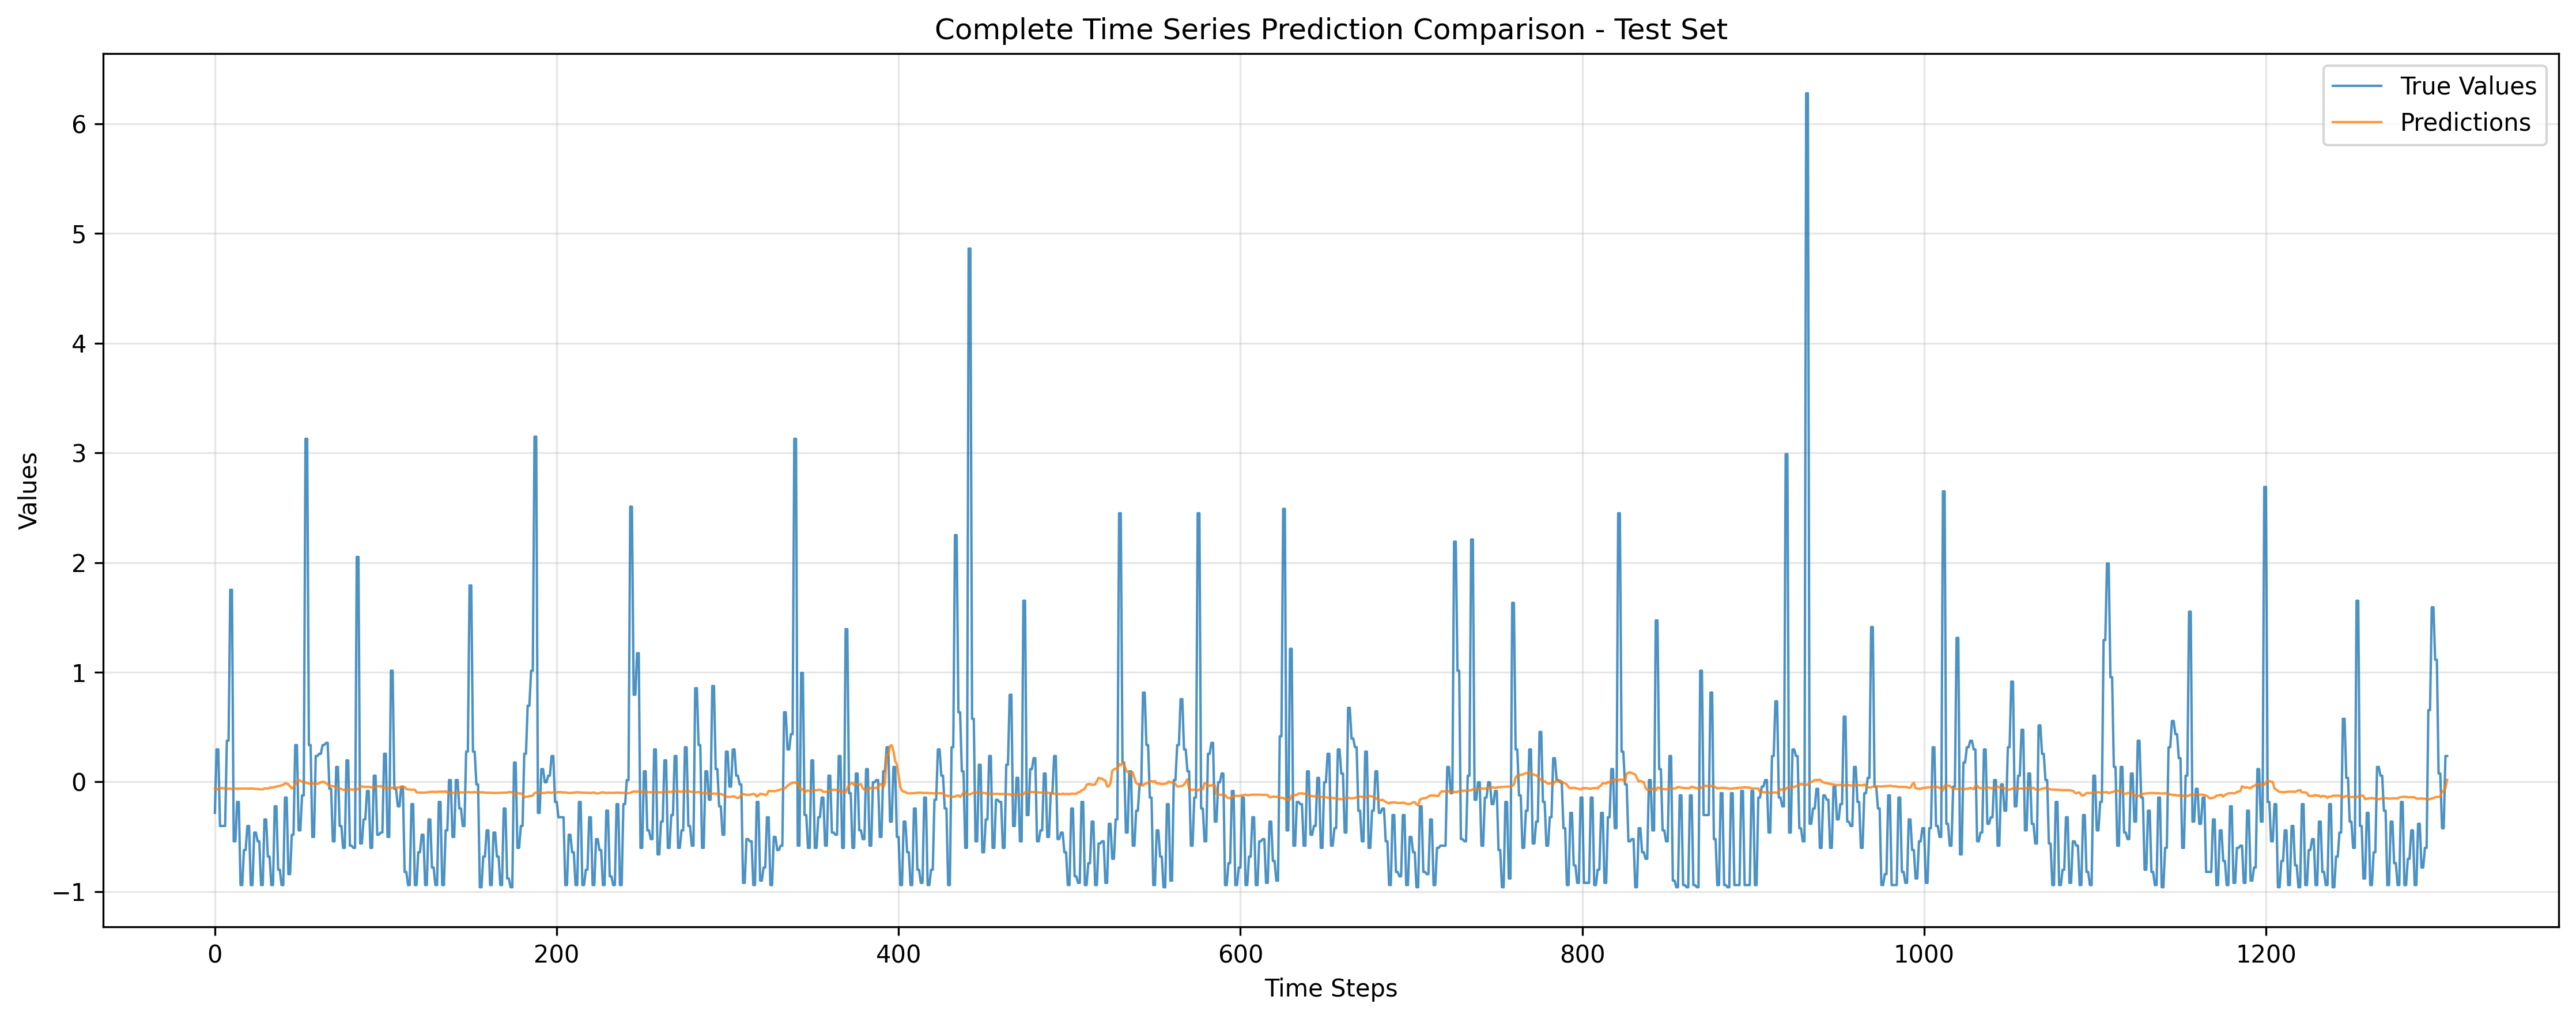 Complete Time Series Prediction Comparison - Test Set
True Values
Predictions
Values
6
5
4
3
2
1
0
−1
0 200 400 600 800 1000 1200
Time Steps